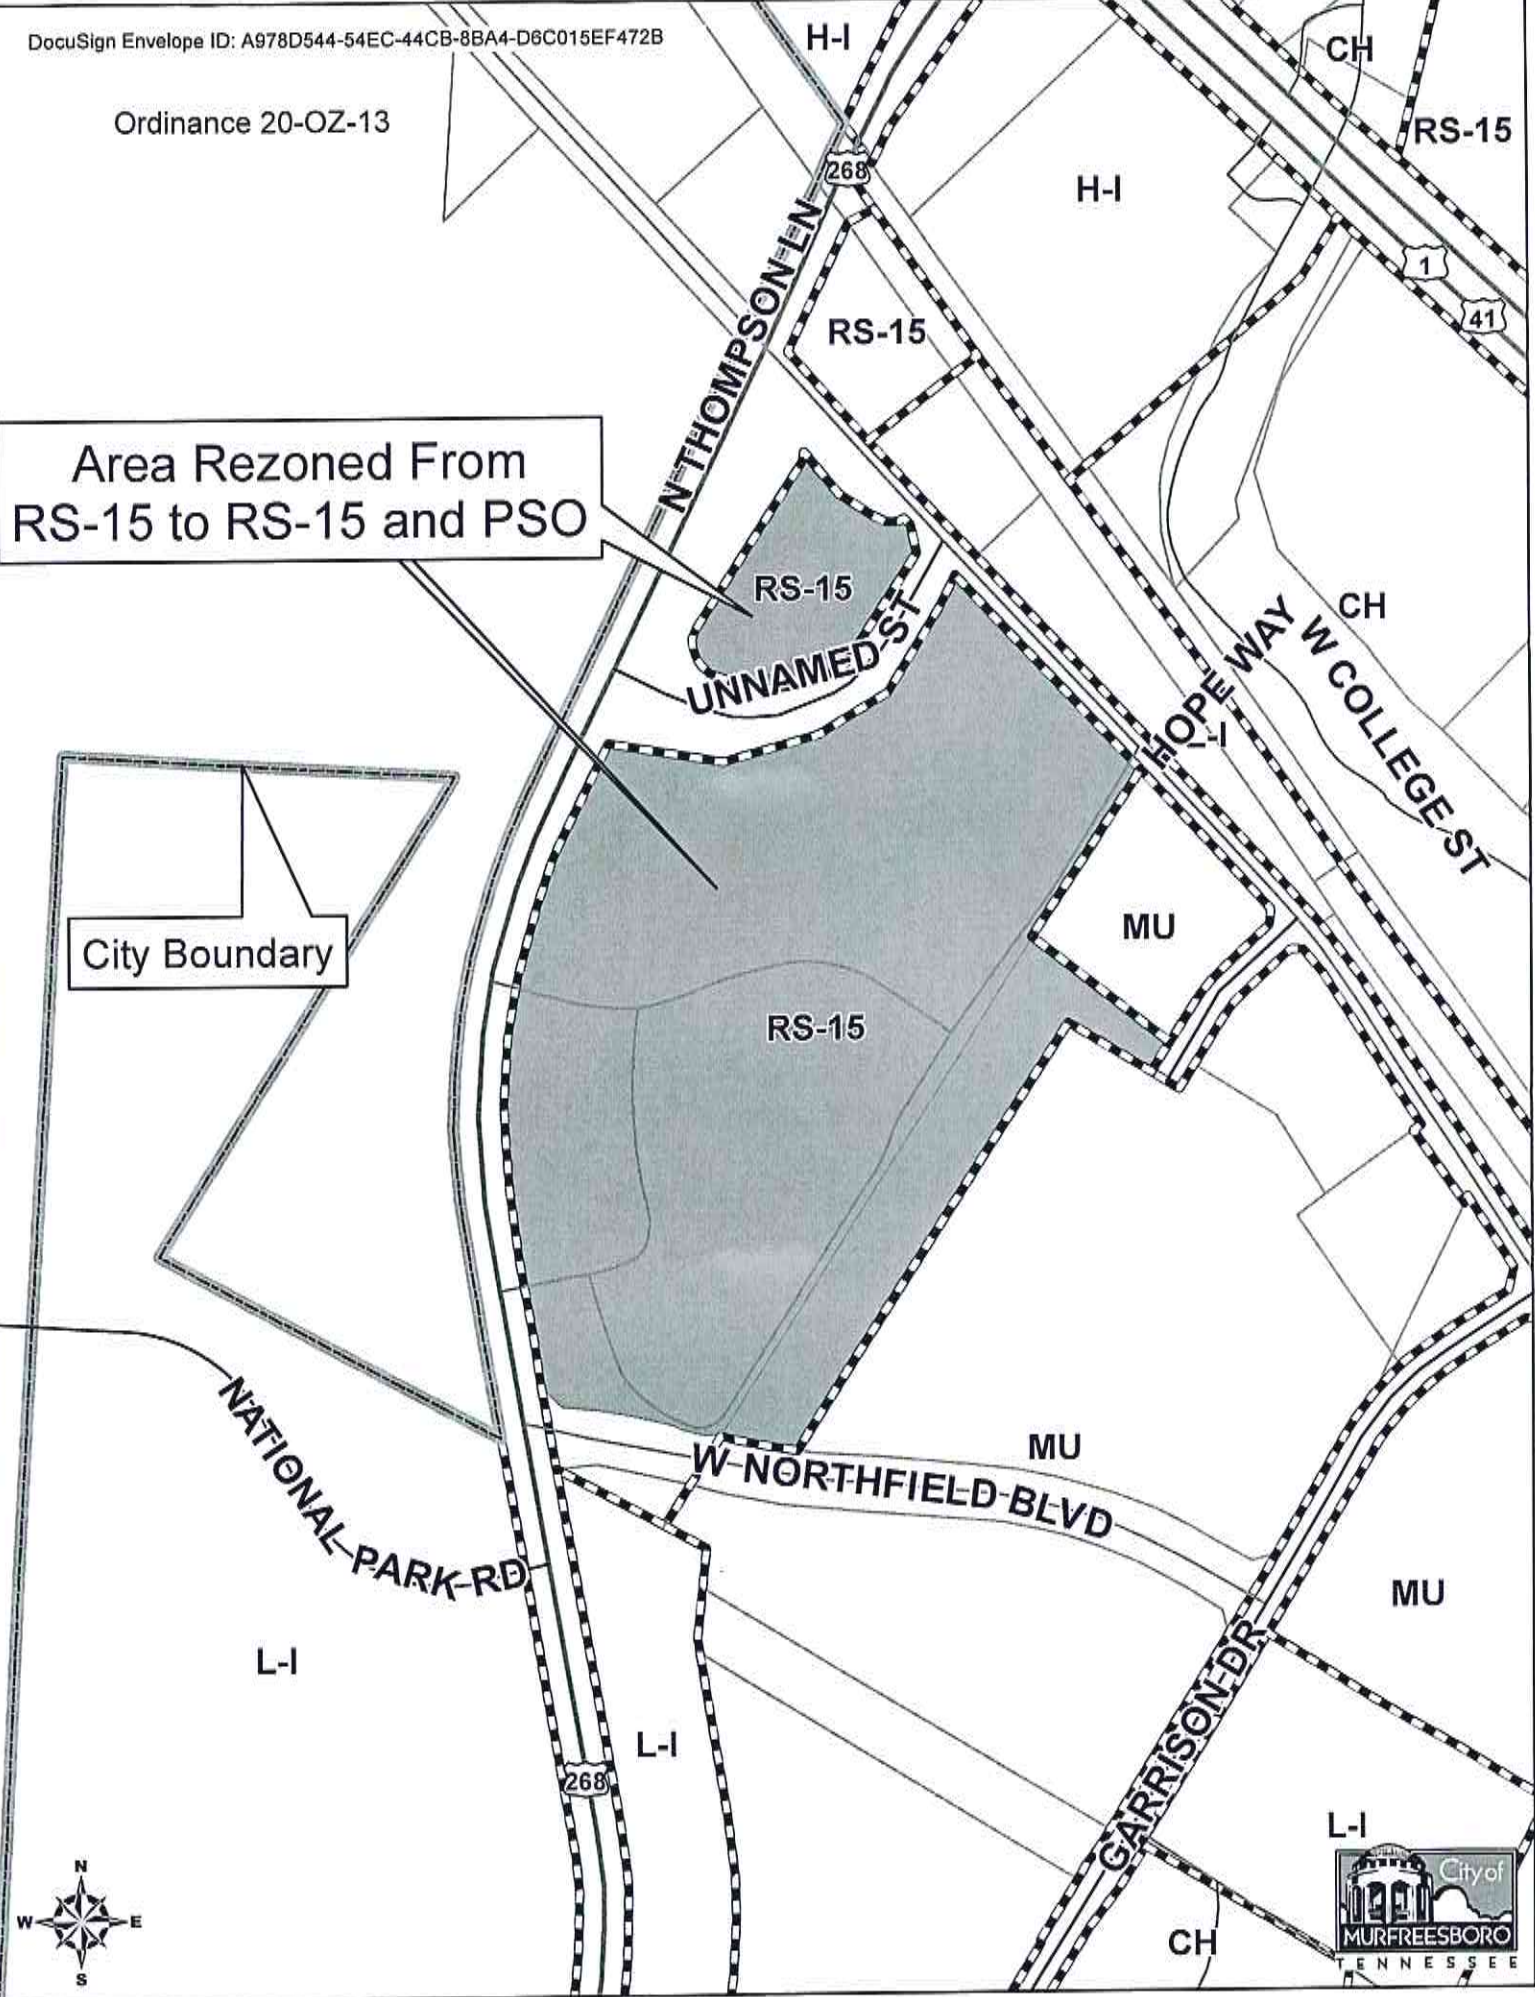 DocuSign Envelope ID: A978D544-54EC-44CB-8BA4-D6C015EF472B
Ordinance 20-OZ-13
H-I
CH
RS-15
268
H-I
N THOMPSON LN
1
41
RS-15
Area Rezoned From
RS-15 to RS-15 and PSO
RS-15
UNNAMED ST
CH
HOPE WAY
W COLLEGE ST
City Boundary
MU
RS-15
NATIONAL PARK RD
MU
W NORTHFIELD BLVD
MU
L-I
L-I
268
GARRISON DR
L-I
CH
N
W E
S
City of
MURFREESBORO
TENNESSEE